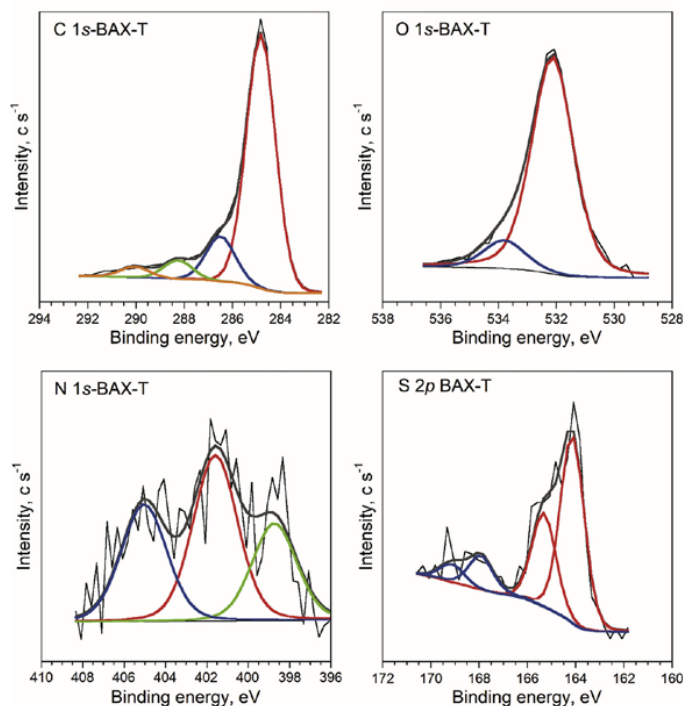 C 1s-BAX-T
Intensity, c s⁻¹
294 292 290 288 286 284 282
Binding energy, eV
O 1s-BAX-T
Intensity, c s⁻¹
538 536 534 532 530 528
Binding energy, eV
N 1s-BAX-T
Intensity, c s⁻¹
410 408 406 404 402 400 398 396
Binding energy, eV
S 2p BAX-T
Intensity, c s⁻¹
172 170 168 166 164 162 160
Binding energy, eV